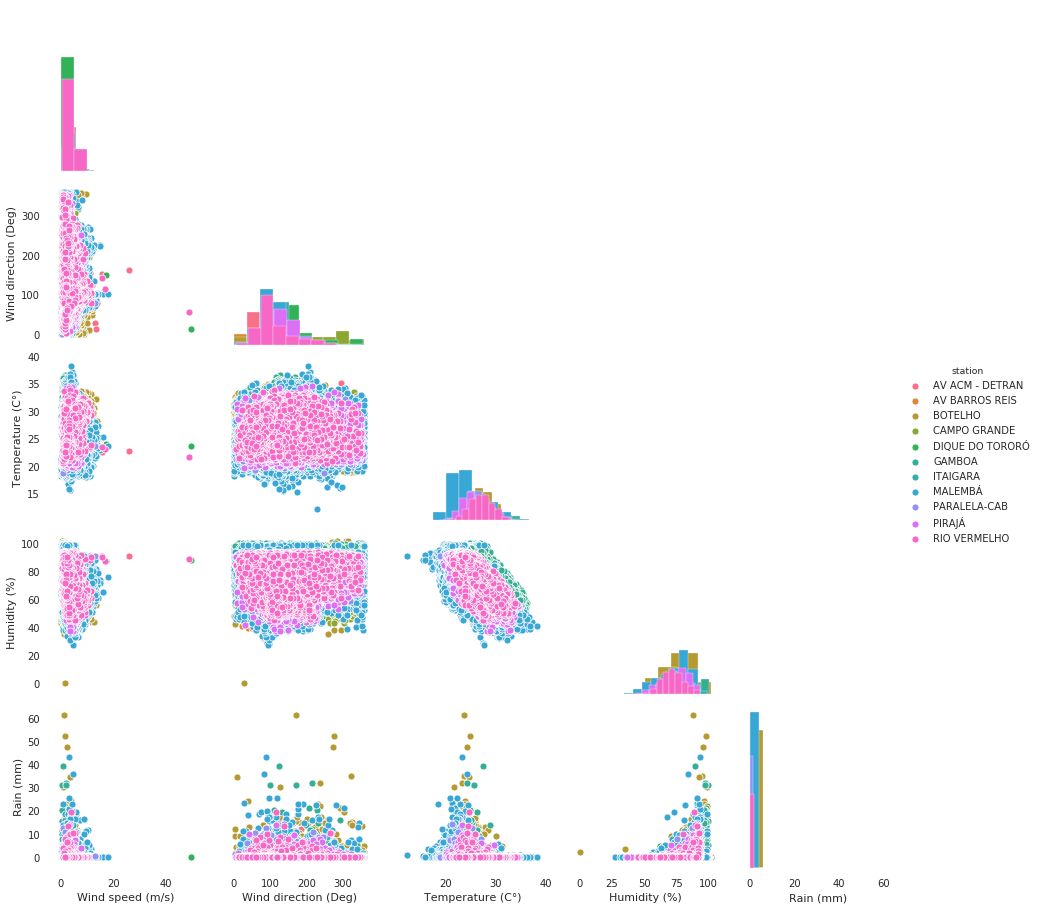 300
200
100
0
Wind direction (Deg)
40
35
30
25
20
15
Temperature (C°)
station
AV ACM - DETRAN
AV BARROS REIS
BOTELHO
CAMPO GRANDE
DIQUE DO TORORÓ
GAMBOA
ITAIGARA
MALEMBÁ
PARALELA-CAB
PIRAJÁ
RIO VERMELHO
100
80
60
40
20
0
Humidity (%)
60
50
40
30
20
10
0
Rain (mm)
0 20 40
0 100 200 300
20 30 40
0 25 50 75 100
0 20 40 60
Wind speed (m/s)
Wind direction (Deg)
Temperature (C°)
Humidity (%)
Rain (mm)